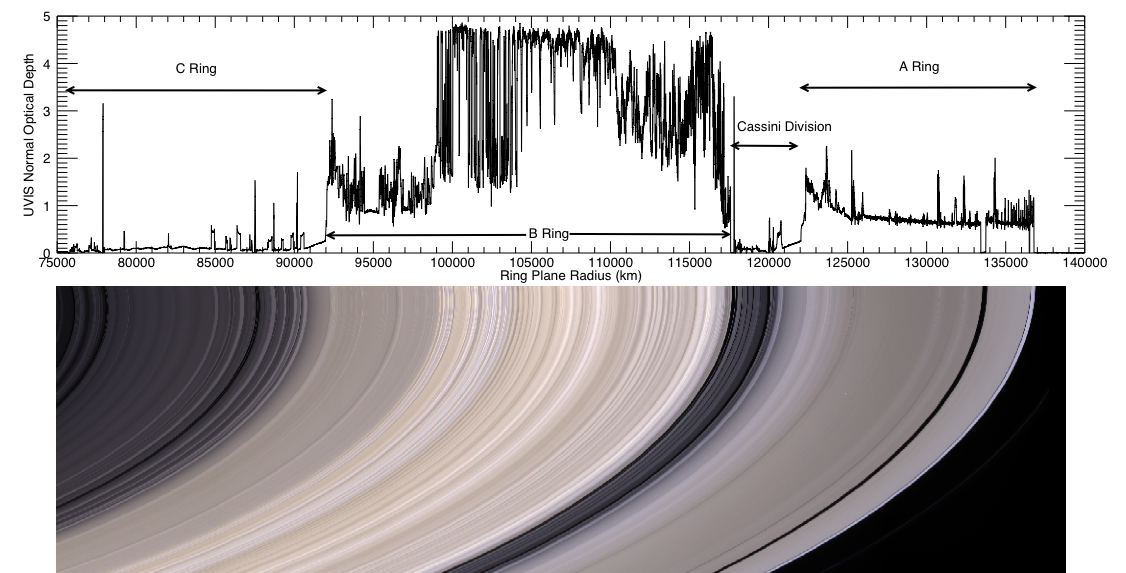 5
4
3
2
1
0
UVIS Normal Optical Depth
C Ring
A Ring
Cassini Division
B Ring
75000 80000 85000 90000 95000 100000 105000 110000 115000 120000 125000 130000 135000 140000
Ring Plane Radius (km)